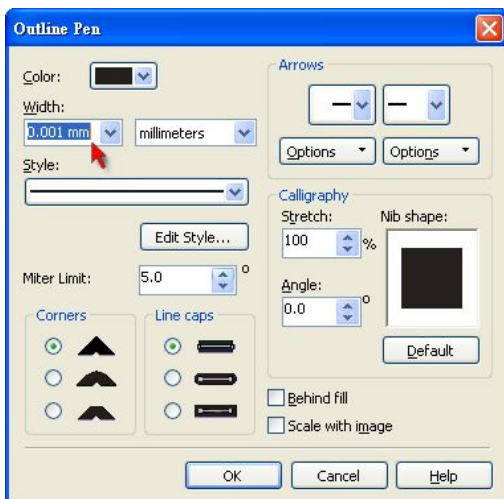 Outline Pen
Color:
Width:
0.001 mm
millimeters
Style:
Edit Style...
Miter Limit:
5.0
°
Corners
Line caps
Arrows
Options
Options
Calligraphy
Stretch:
100
%
Angle:
0.0
°
Nib shape:
Default
Behind fill
Scale with image
OK
Cancel
Help